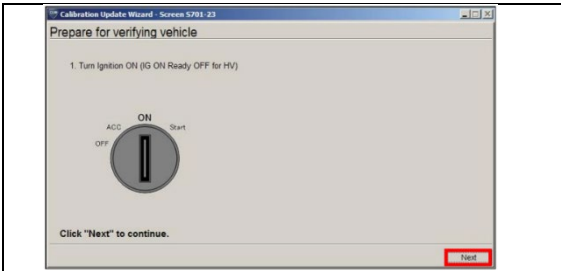 Calibration Update Wizard - Screen S701-23
Prepare for verifying vehicle
1. Turn Ignition ON (IG ON Ready OFF for HV)
ON
ACC
Start
OFF
Click "Next" to continue.
Next